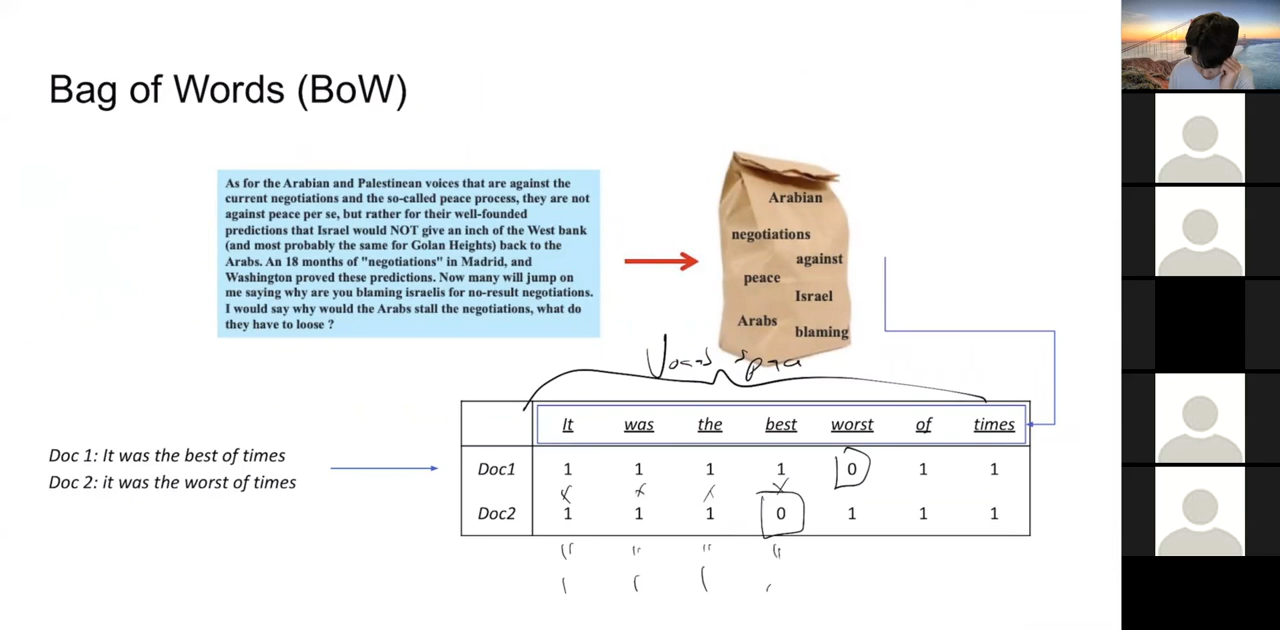 Bag of Words (BoW)
As for the Arabian and Palestinean voices that are against the
current negotiations and the so-called peace process, they are not
against peace per se, but rather for their well-founded
predictions that Israel would NOT give an inch of the West bank
(and most probably the same for Golan Heights) back to the
Arabs. An 18 months of "negotiations" in Madrid, and
Washington proved these predictions. Now many will jump on
me saying why are you blaming israelis for no-result negotiations.
I would say why would the Arabs stall the negotiations, what do
they have to loose ?
Arabian
negotiations
against
peace
Israel
Arabs
blaming
It was the best worst of times
Doc 1: It was the best of times
Doc 2: it was the worst of times
Doc1 1 1 1 1 0 1 1
x x x x
Doc2 1 1 1 0 1 1 1